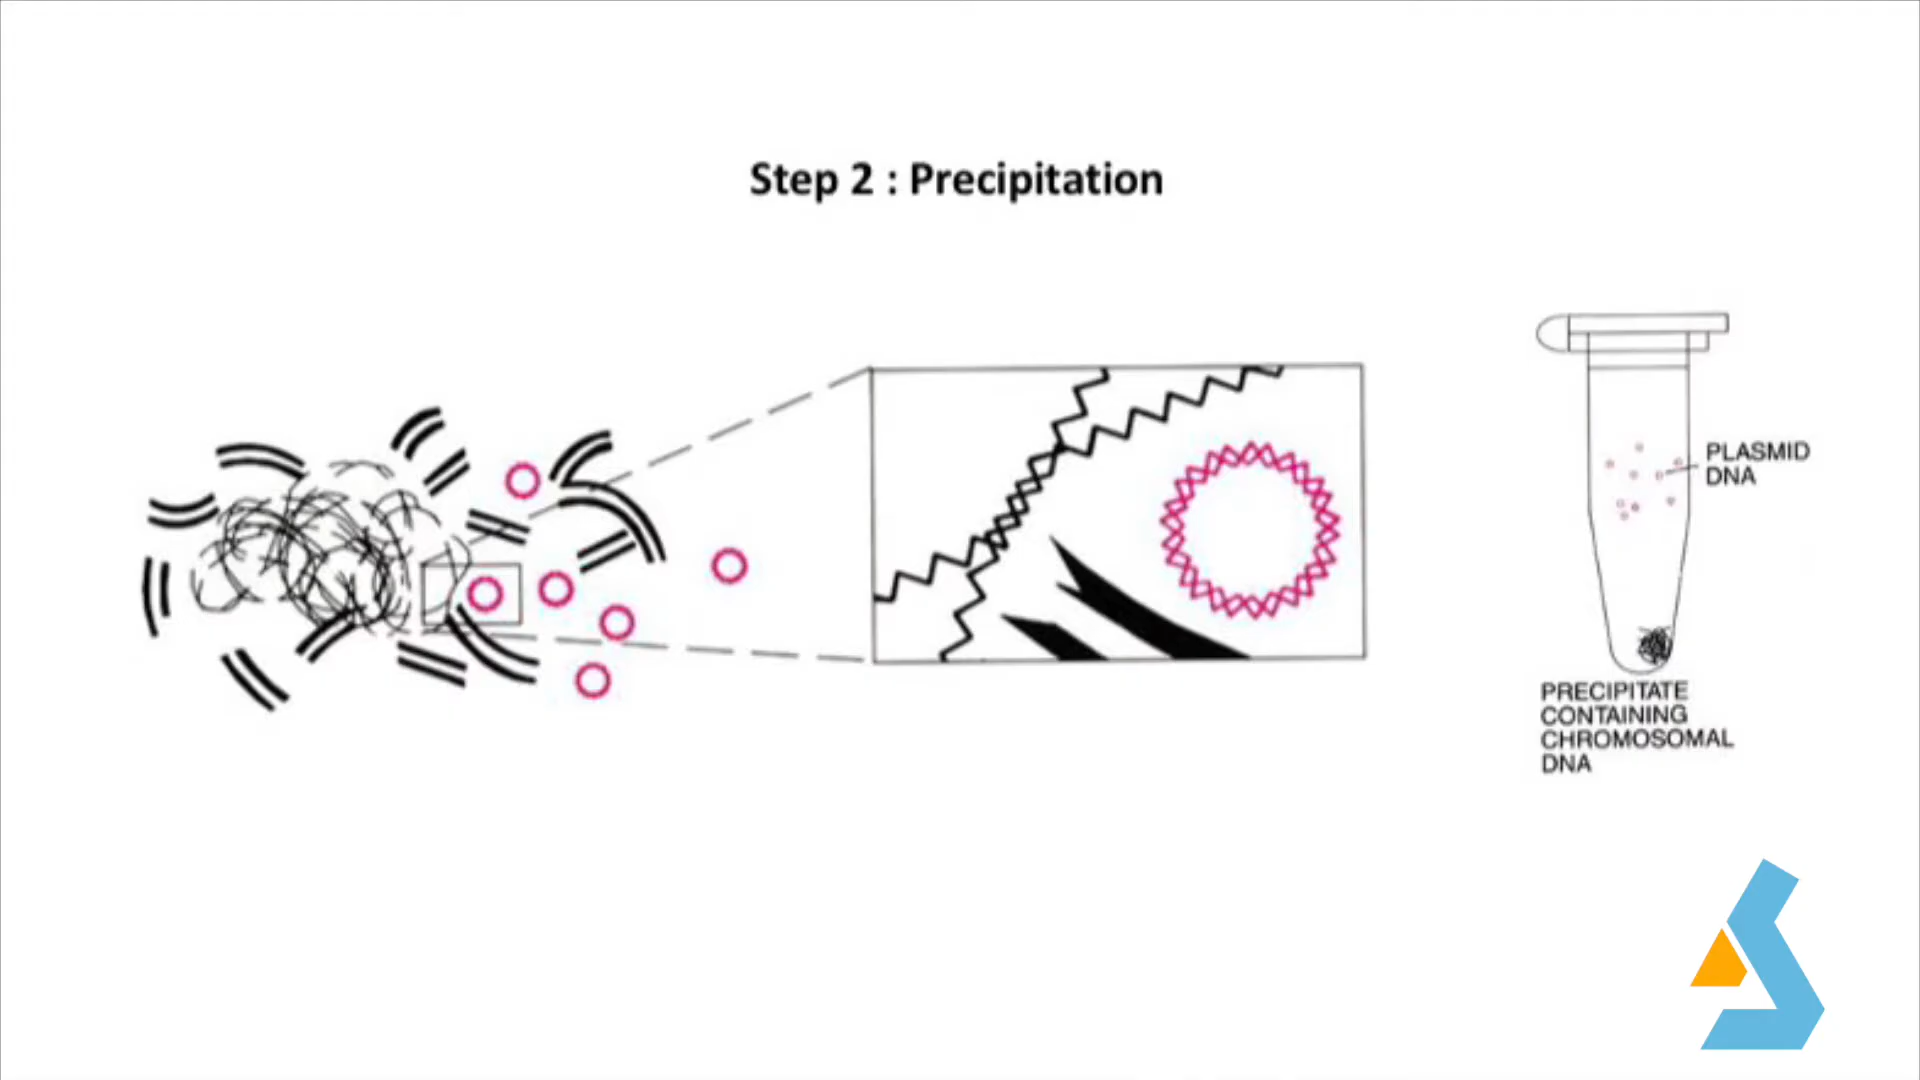 Step 2 : Precipitation
PLASMID
DNA
PRECIPITATE
CONTAINING
CHROMOSOMAL
DNA